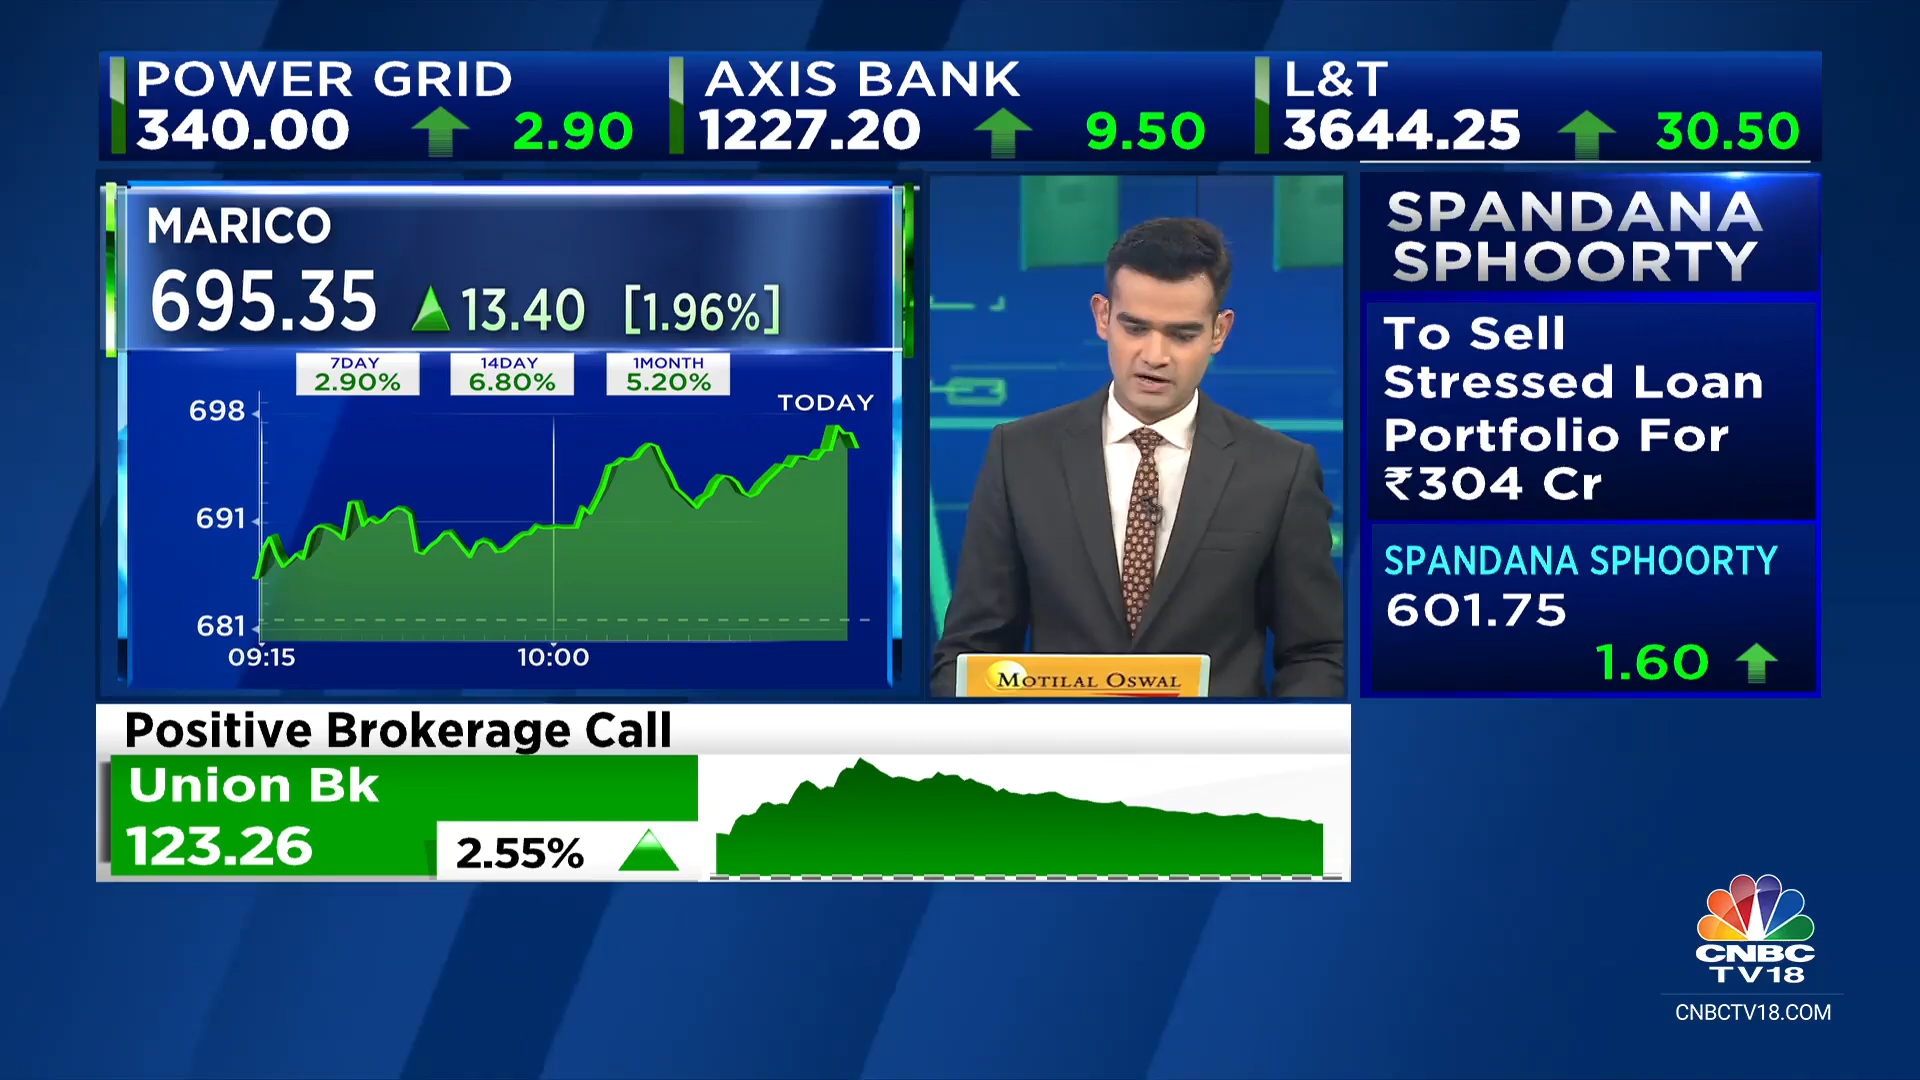 POWER GRID
340.00 2.90
AXIS BANK
1227.20 9.50
L&T
3644.25 30.50
MARICO
695.35 13.40 [1.96%]
7DAY
2.90%
14DAY
6.80%
1MONTH
5.20%
TODAY
698
691
681
09:15 10:00
MOTILAL OSWAL
SPANDANA
SPHOORTY
To Sell
Stressed Loan
Portfolio For
₹304 Cr
SPANDANA SPHOORTY
601.75
1.60
Positive Brokerage Call
Union Bk
123.26
2.55%
CNBC
TV18
CNBCTV18.COM